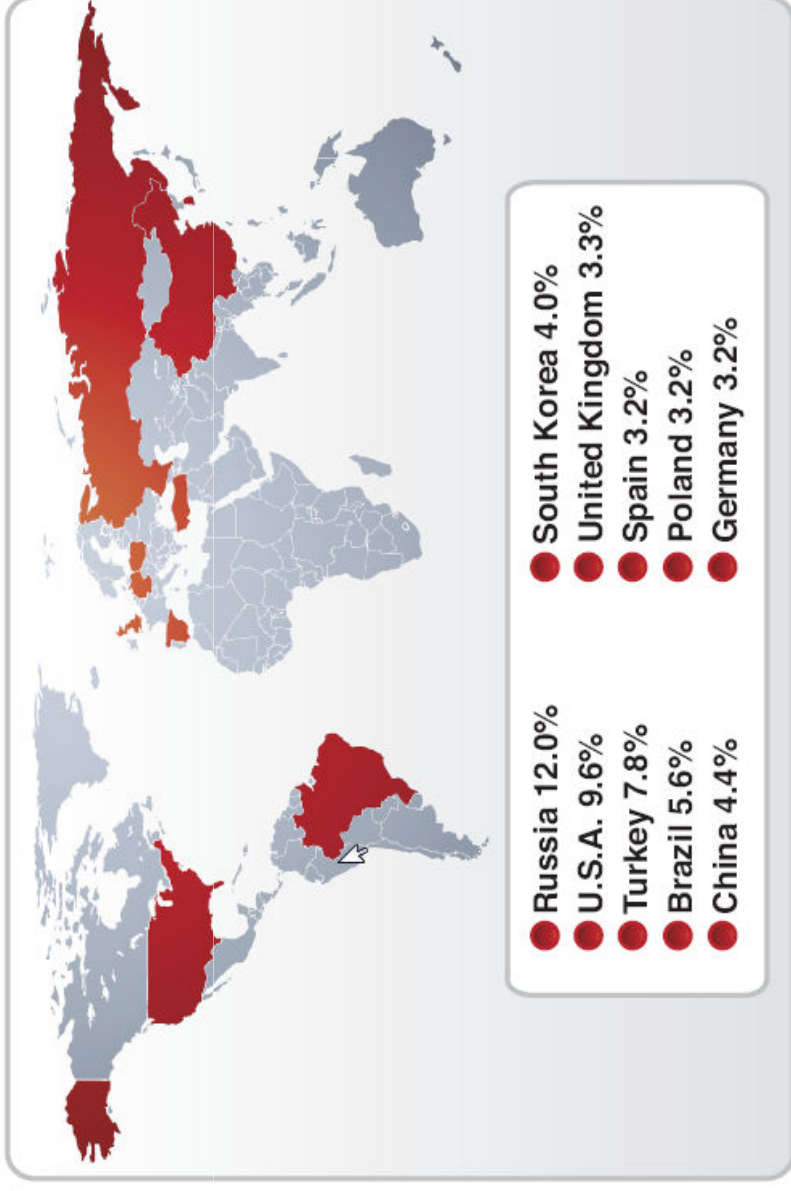 Russia 12.0%
U.S.A. 9.6%
Turkey 7.8%
Brazil 5.6%
China 4.4%
South Korea 4.0%
United Kingdom 3.3%
Spain 3.2%
Poland 3.2%
Germany 3.2%